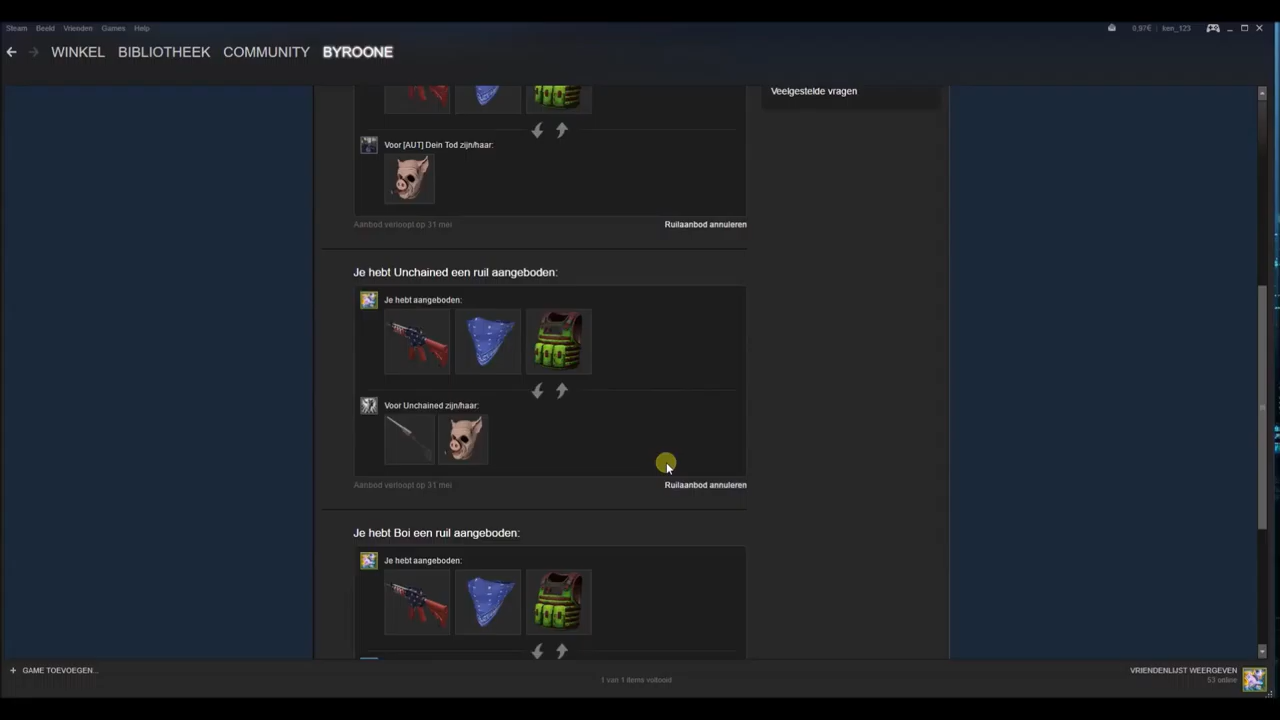 Steam Beeld Vrienden Games Help
0,97€ ken_123
WINKEL BIBLIOTHEEK COMMUNITY BYROONE
Veelgestelde vragen
Voor [AUT] Dein Tod zijn/haar:
Aanbod verloopt op 31 mei Ruilaanbod annuleren
Je hebt Unchained een ruil aangeboden:
Je hebt aangeboden:
Voor Unchained zijn/haar:
Aanbod verloopt op 31 mei Ruilaanbod annuleren
Je hebt Boi een ruil aangeboden:
Je hebt aangeboden:
+ GAME TOEVOEGEN...
1 van 1 items voltooid
VRIENDENLIJST WEERGEVEN
53 online